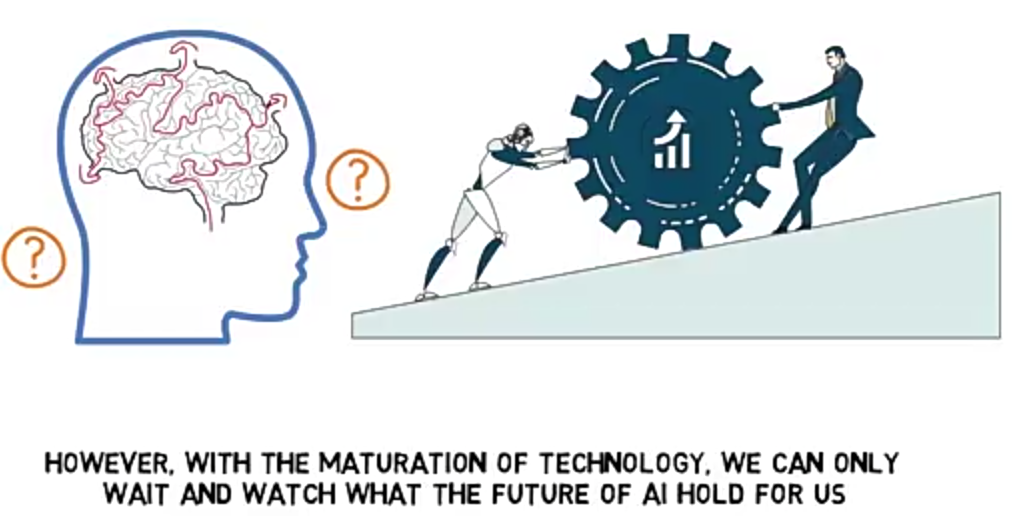 ?
?
HOWEVER, WITH THE MATURATION OF TECHNOLOGY, WE CAN ONLY
WAIT AND WATCH WHAT THE FUTURE OF AI HOLD FOR US